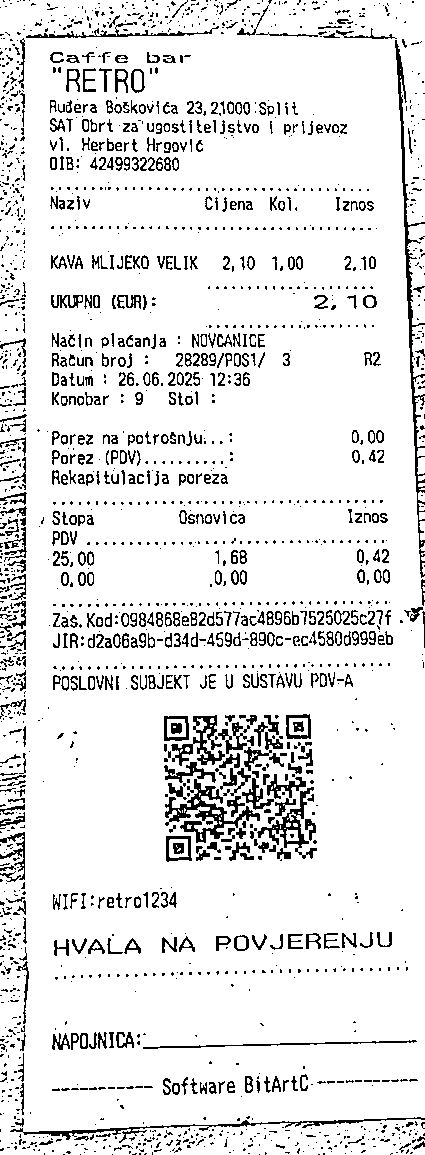 Caffe bar
"RETRO"
Ruđera Boškovića 23,21000 Split
SAT Obrt za ugostiteljstvo i prijevoz
vl. Herbert Hrgović
OIB: 42499322680
Naziv Cijena Kol. Iznos
KAVA MLIJEKO VELIK 2,10 1,00 2,10
UKUPNO (EUR): 2,10
Način plaćanja : NOVČANICE
Račun broj : 28289/POS1/ 3 R2
Datum : 26.06.2025 12:36
Konobar : 9 Stol :
Porez na potrošnju...: 0,00
Porez (PDV).........: 0,42
Rekapitulacija poreza
Stopa Osnovica Iznos
PDV
25,00 1,68 0,42
0,00 0,00 0,00
Zaš. Kod:0984868e82d577ac4896b7525025c27f
JIR:d2a06a9b-d34d-459d-890c-ec4580d999eb
POSLOVNI SUBJEKT JE U SUSTAVU PDV-A
WIFI:retro1234
HVALA NA POVJERENJU
NAPOJNICA:
Software BitArtC